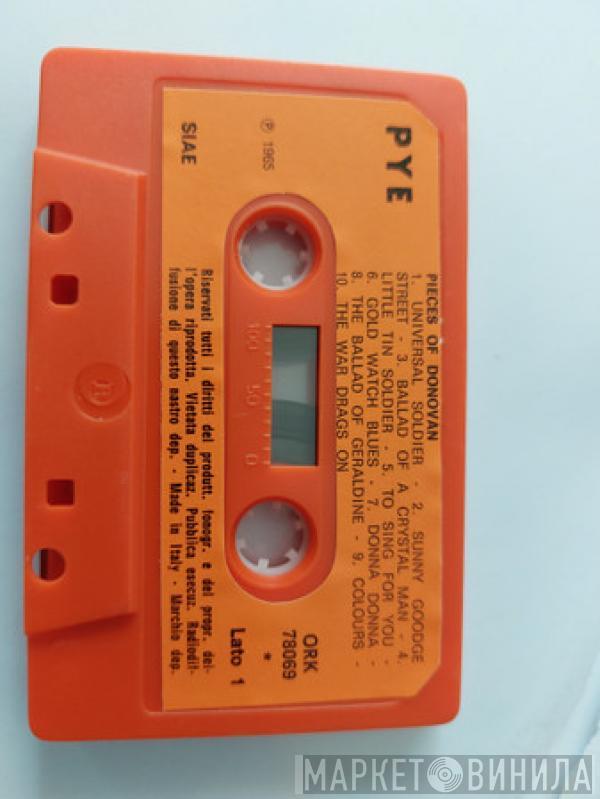 PYE
PIECES OF DONOVAN
1. UNIVERSAL SOLDIER - 2. SUNNY GOODGE
STREET - 3. BALLAD OF A CRYSTAL MAN - 4.
LITTLE TIN SOLDIER - 5. TO SING FOR YOU -
6. GOLD WATCH BLUES - 7. DONNA DONNA -
8. THE BALLAD OF GERALDINE - 9. COLOURS -
10. THE WAR DRAGS ON
℗ 1965
SIAE
100 50 0
ORK
78069
*
Lato 1
Riservati tutti i diritti del produtt. fonogr. e dei propr. del-
l'opera riprodotta. Vietata duplicaz. Pubblica esecuz. Radiodif-
fusione di questo nastro dep. - Made in Italy - Marchio dep.
МАРКЕТ ВИНИЛА